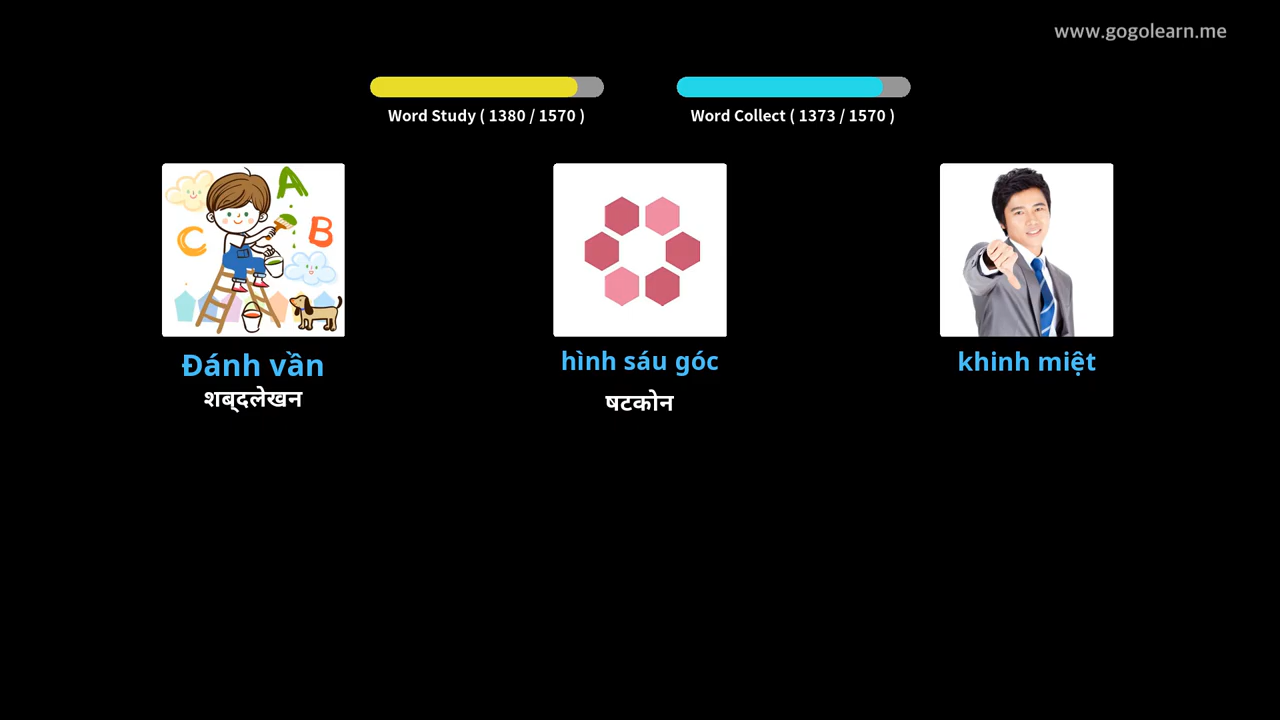 www.gogolearn.me
Word Study ( 1380 / 1570 )
Word Collect ( 1373 / 1570 )
A
B
C
Đánh vần
शब्दलेखन
hình sáu góc
षटकोन
khinh miệt